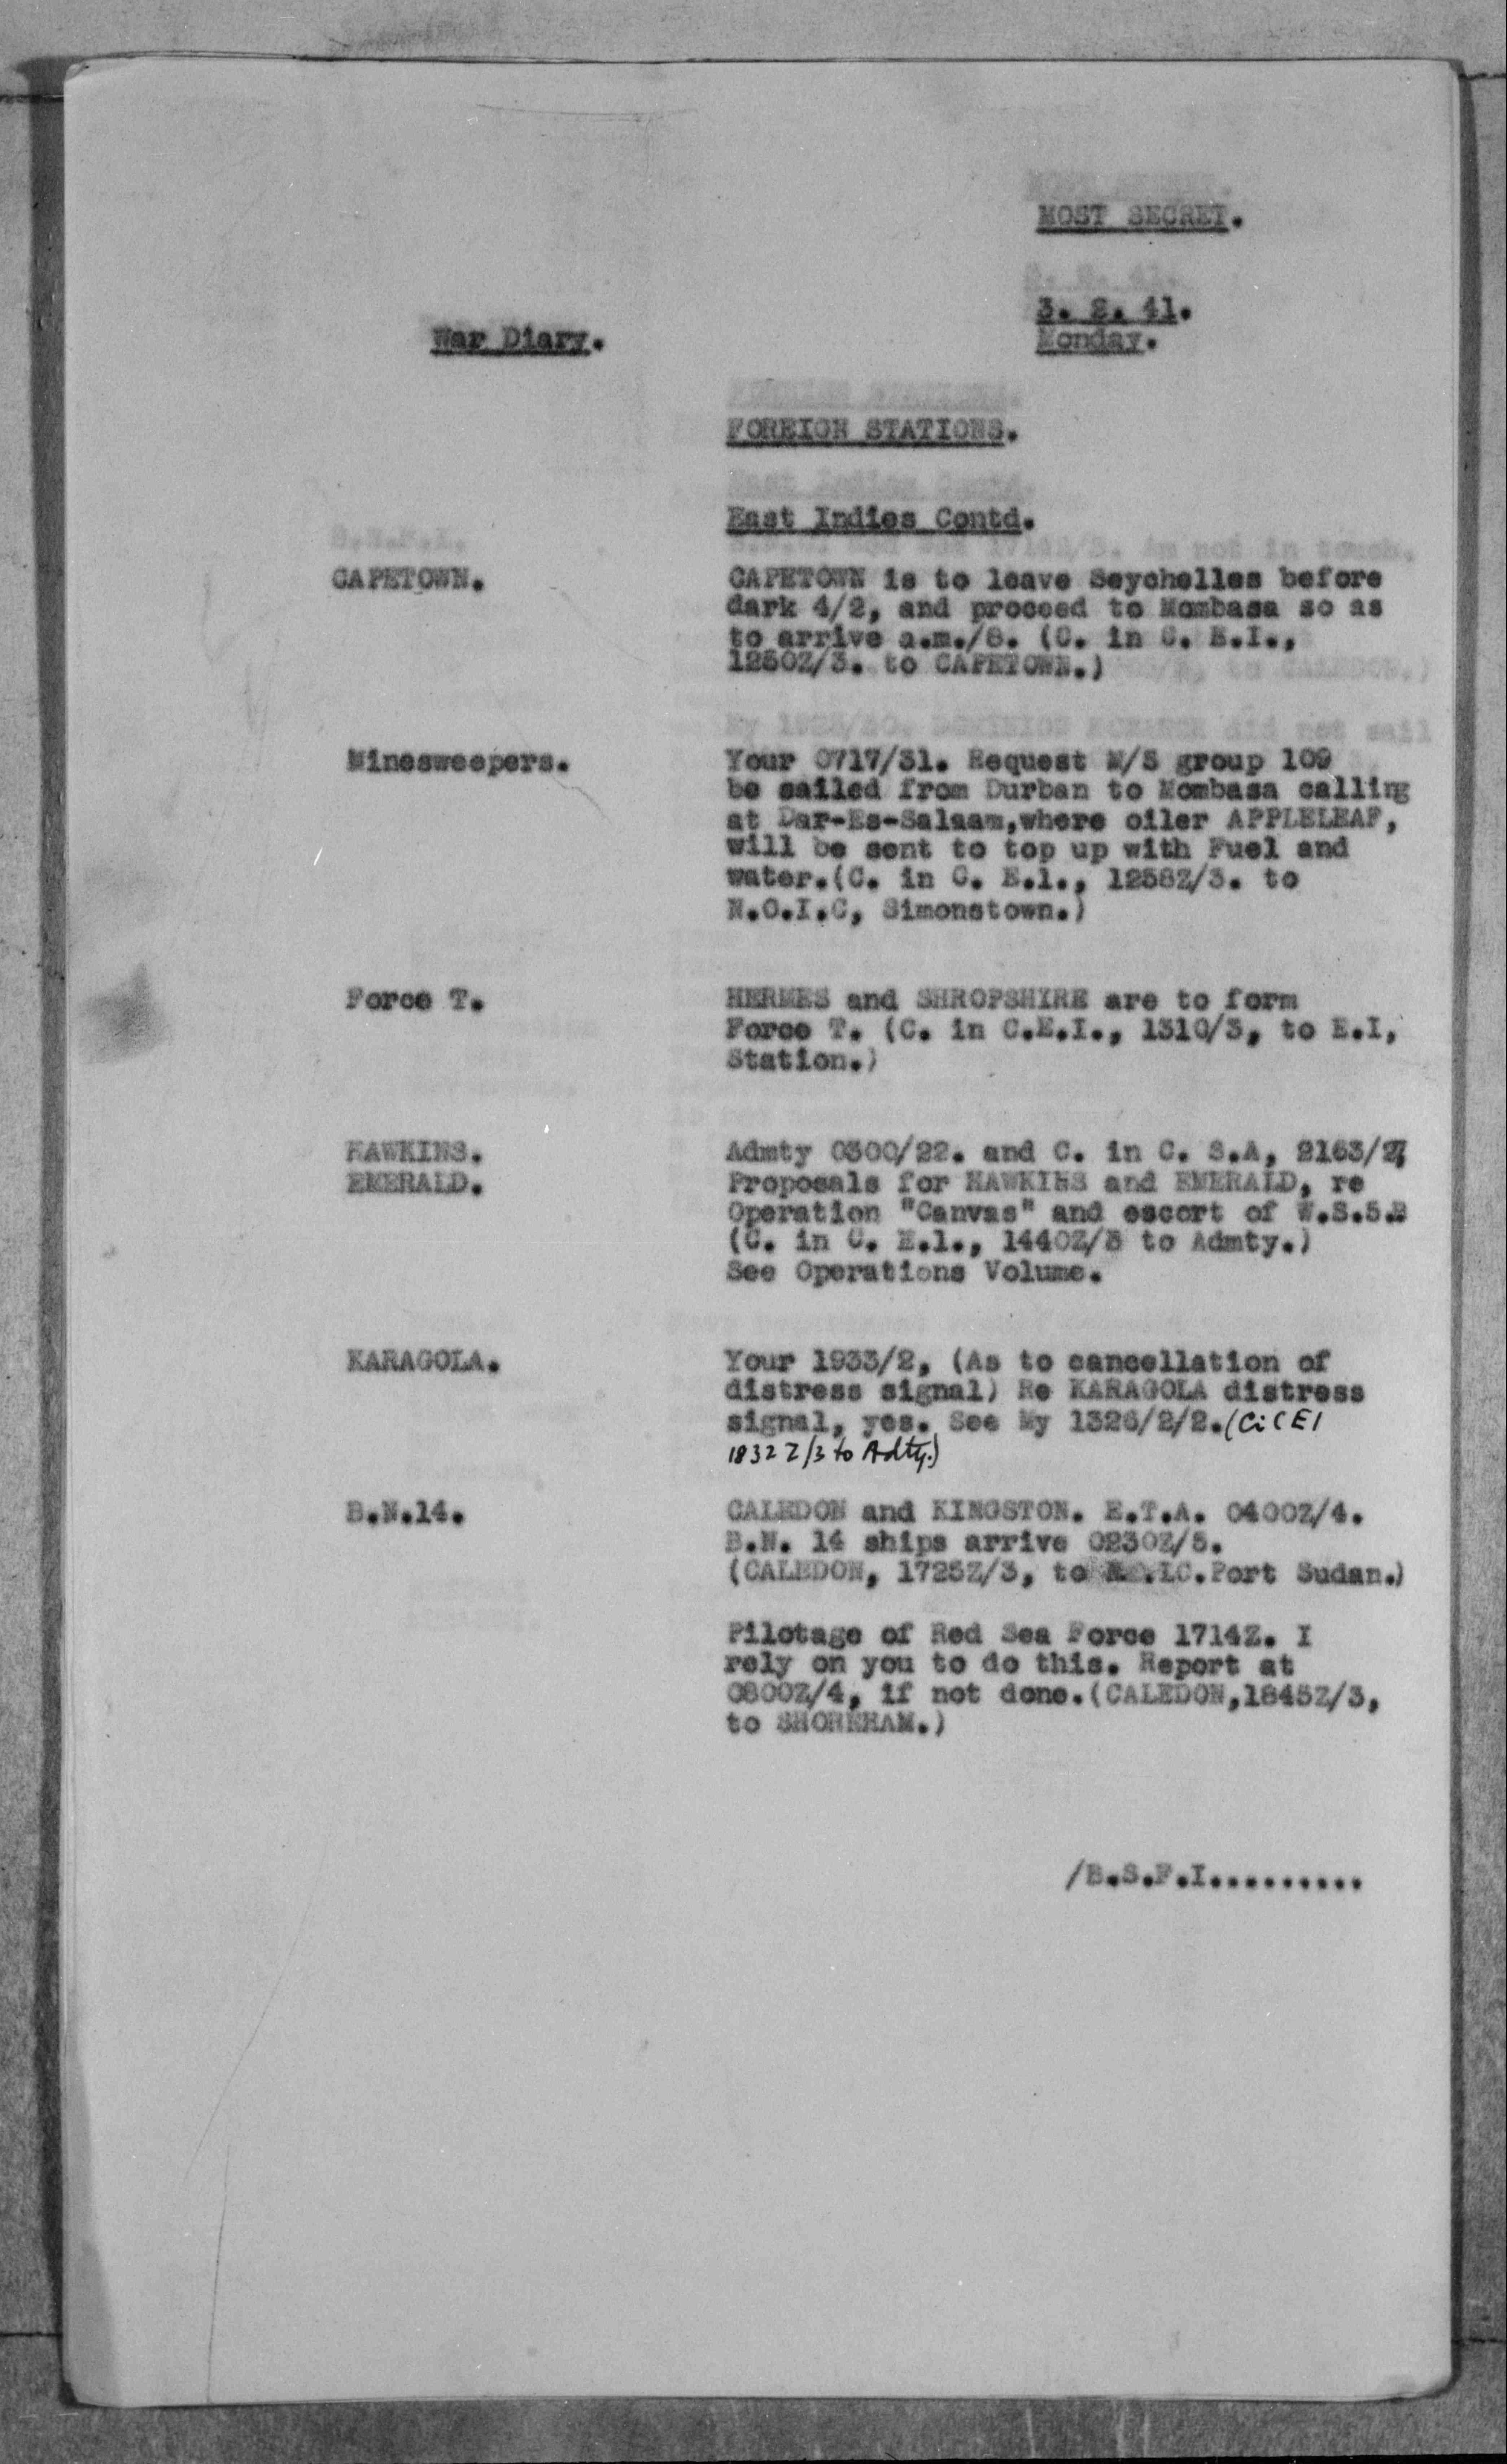 MOST SECRET.
3. 2. 41.
War Diary.
Monday.
FOREIGN STATIONS.
East Indies Contd.
CAPETOWN.
CAPETOWN is to leave Seychelles before
dark 4/2, and proceed to Mombasa so as
to arrive a.m./8. (C. in C. E.I.,
1250Z/3. to CAPETOWN.)
Minesweepers.
Your 0717/31. Request M/S group 109
be sailed from Durban to Mombasa calling
at Dar-Es-Salaam,where oiler APPLELEAF,
will be sent to top up with Fuel and
water.(C. in C. E.I., 1258Z/3. to
N.O.I.C, Simonstown.)
Force T.
HERMES and SHROPSHIRE are to form
Force T. (C. in C.E.I., 1310/3, to E.I,
Station.)
HAWKINS.
EMERALD.
Admty 0300/22. and C. in C. S.A, 2163/27,
Proposals for HAWKINS and EMERALD, re
Operation "Canvas" and escort of W.S.5.B
(C. in C. E.I., 1440Z/3 to Admty.)
See Operations Volume.
KARAGOLA.
Your 1933/2, (As to cancellation of
distress signal) Re KARAGOLA distress
signal, yes. See My 1326/2/2.(CiCEI
1832Z/3 to Adty.)
B.N.14.
CALEDON and KINGSTON. E.T.A. 0400Z/4.
B.N. 14 ships arrive 0230Z/5.
(CALEDON, 1725Z/3, to Port Sudan.)
Pilotage of Red Sea Force 1714Z. I
rely on you to do this. Report at
0800Z/4, if not done.(CALEDON,1845Z/3,
to SHOREHAM.)
/B.S.F.I..........